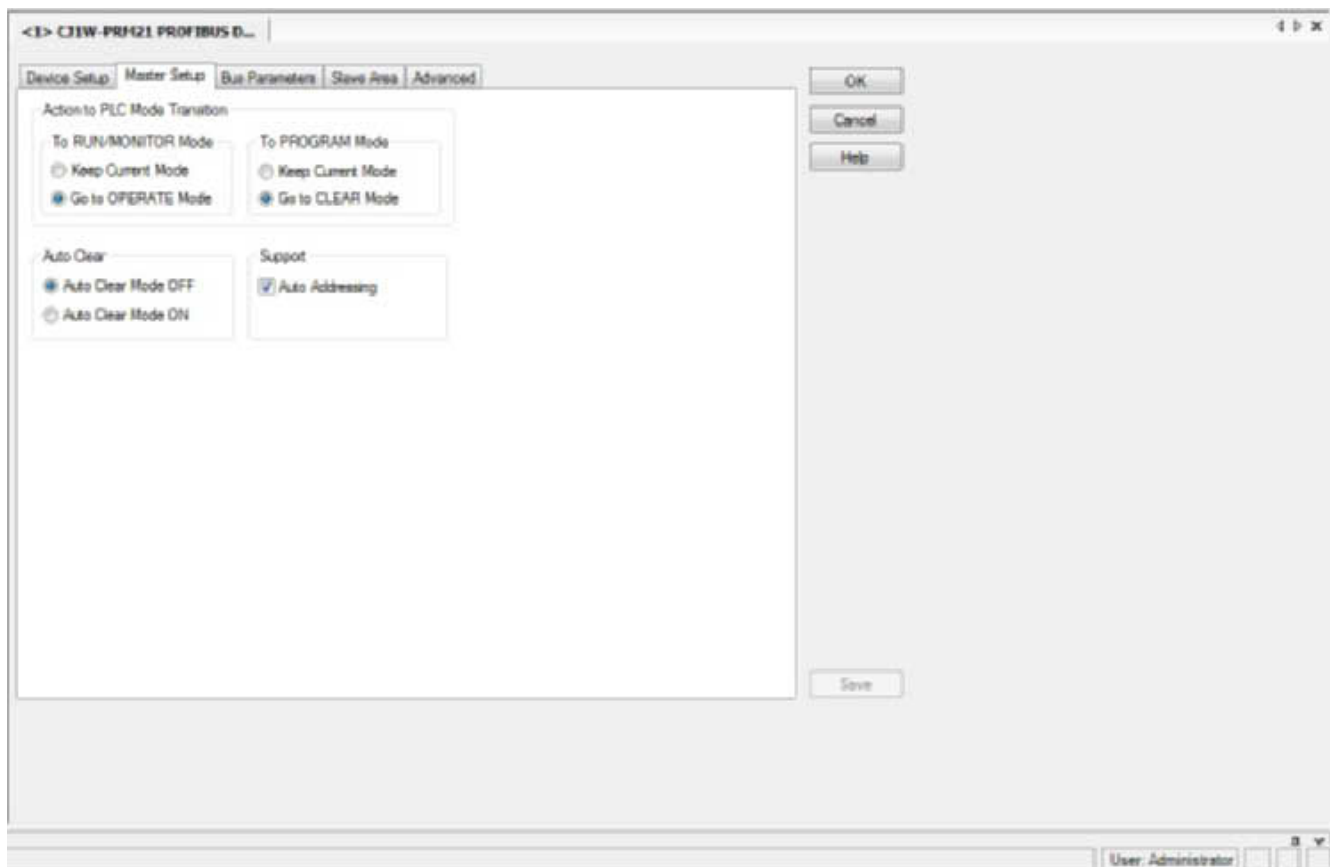 <1> CJ1W-PRM21 PROFIBUS D...
Device Setup Master Setup Bus Parameters Slave Area Advanced
OK
Cancel
Help
Action to PLC Mode Transition
To RUN/MONITOR Mode
Keep Current Mode
Go to OPERATE Mode
To PROGRAM Mode
Keep Current Mode
Go to CLEAR Mode
Auto Clear
Auto Clear Mode OFF
Auto Clear Mode ON
Support
Auto Addressing
Save
User: Administrator